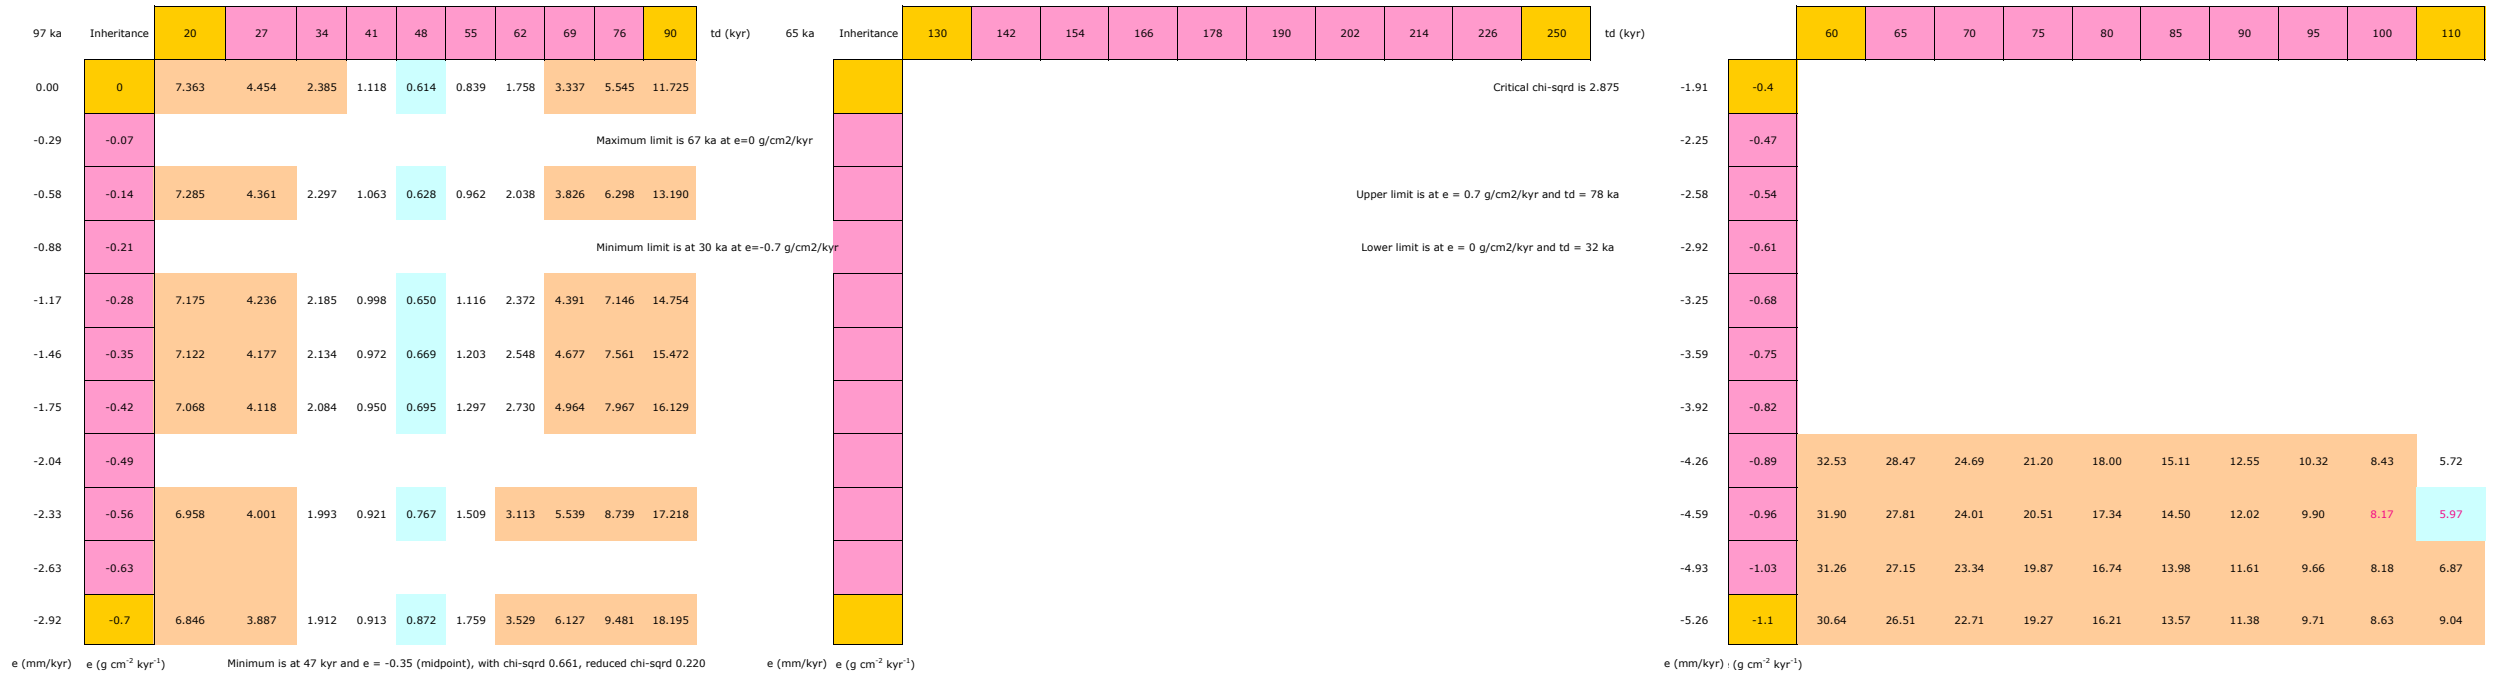 97 ka Inheritance 20 27 34 41 48 55 62 69 76 90 td (kyr) 65 ka Inheritance 130 142 154 166 178 190 202 214 226 250 td (kyr) 60 65 70 75 80 85 90 95 100 110
0.00 0 7.363 4.454 2.385 1.118 0.614 0.839 1.758 3.337 5.545 11.725 Critical chi-sqrd is 2.875 -1.91 -0.4
-0.29 -0.07 Maximum limit is 67 ka at e=0 g/cm2/kyr -2.25 -0.47
-0.58 -0.14 7.285 4.361 2.297 1.063 0.628 0.962 2.038 3.826 6.298 13.190 Upper limit is at e = 0.7 g/cm2/kyr and td = 78 ka -2.58 -0.54
-0.88 -0.21 Minimum limit is at 30 ka at e=-0.7 g/cm2/kyr Lower limit is at e = 0 g/cm2/kyr and td = 32 ka -2.92 -0.61
-1.17 -0.28 7.175 4.236 2.185 0.998 0.650 1.116 2.372 4.391 7.146 14.754 -3.25 -0.68
-1.46 -0.35 7.122 4.177 2.134 0.972 0.669 1.203 2.548 4.677 7.561 15.472 -3.59 -0.75
-1.75 -0.42 7.068 4.118 2.084 0.950 0.695 1.297 2.730 4.964 7.967 16.129 -3.92 -0.82
-2.04 -0.49 -4.26 -0.89 32.53 28.47 24.69 21.20 18.00 15.11 12.55 10.32 8.43 5.72
-2.33 -0.56 6.958 4.001 1.993 0.921 0.767 1.509 3.113 5.539 8.739 17.218 -4.59 -0.96 31.90 27.81 24.01 20.51 17.34 14.50 12.02 9.90 8.17 5.97
-2.63 -0.63 -4.93 -1.03 31.26 27.15 23.34 19.87 16.74 13.98 11.61 9.66 8.18 6.87
-2.92 -0.7 6.846 3.887 1.912 0.913 0.872 1.759 3.529 6.127 9.481 18.195 -5.26 -1.1 30.64 26.51 22.71 19.27 16.21 13.57 11.38 9.71 8.63 9.04
e (mm/kyr) e (g cm⁻² kyr⁻¹) Minimum is at 47 kyr and e = -0.35 (midpoint), with chi-sqrd 0.661, reduced chi-sqrd 0.220 e (mm/kyr) e (g cm⁻² kyr⁻¹) e (mm/kyr) (g cm⁻² kyr⁻¹)